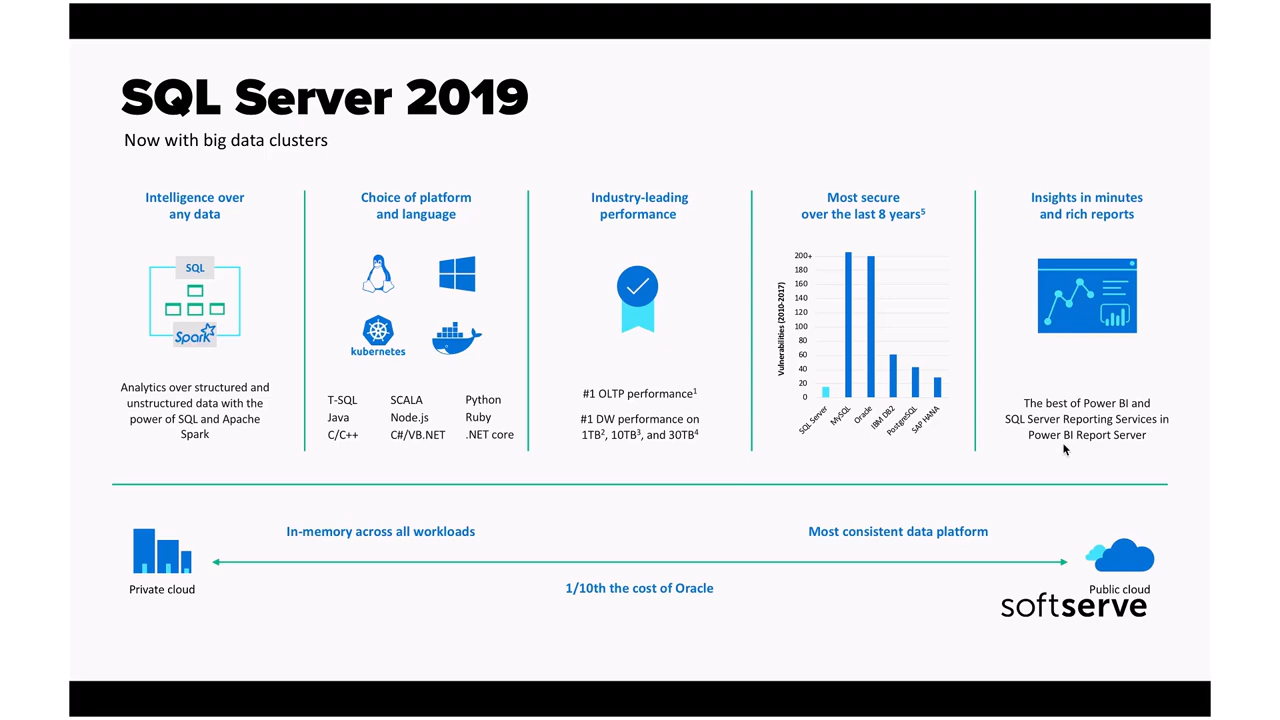 SQL Server 2019
Now with big data clusters
Intelligence over
any data
SQL
Spark
Analytics over structured and
unstructured data with the
power of SQL and Apache
Spark
Choice of platform
and language
kubernetes
T-SQL SCALA Python
Java Node.js Ruby
C/C++ C#/VB.NET .NET core
Industry-leading
performance
#1 OLTP performance¹
#1 DW performance on
1TB², 10TB³, and 30TB⁴
Most secure
over the last 8 years⁵
Vulnerabilities (2010-2017)
200+
180
160
140
120
100
80
60
40
20
0
SQL Server
MySQL
Oracle
IBM DB2
PostgreSQL
SAP HANA
Insights in minutes
and rich reports
The best of Power BI and
SQL Server Reporting Services in
Power BI Report Server
In-memory across all workloads
Most consistent data platform
Private cloud
1/10th the cost of Oracle
Public cloud
softserve